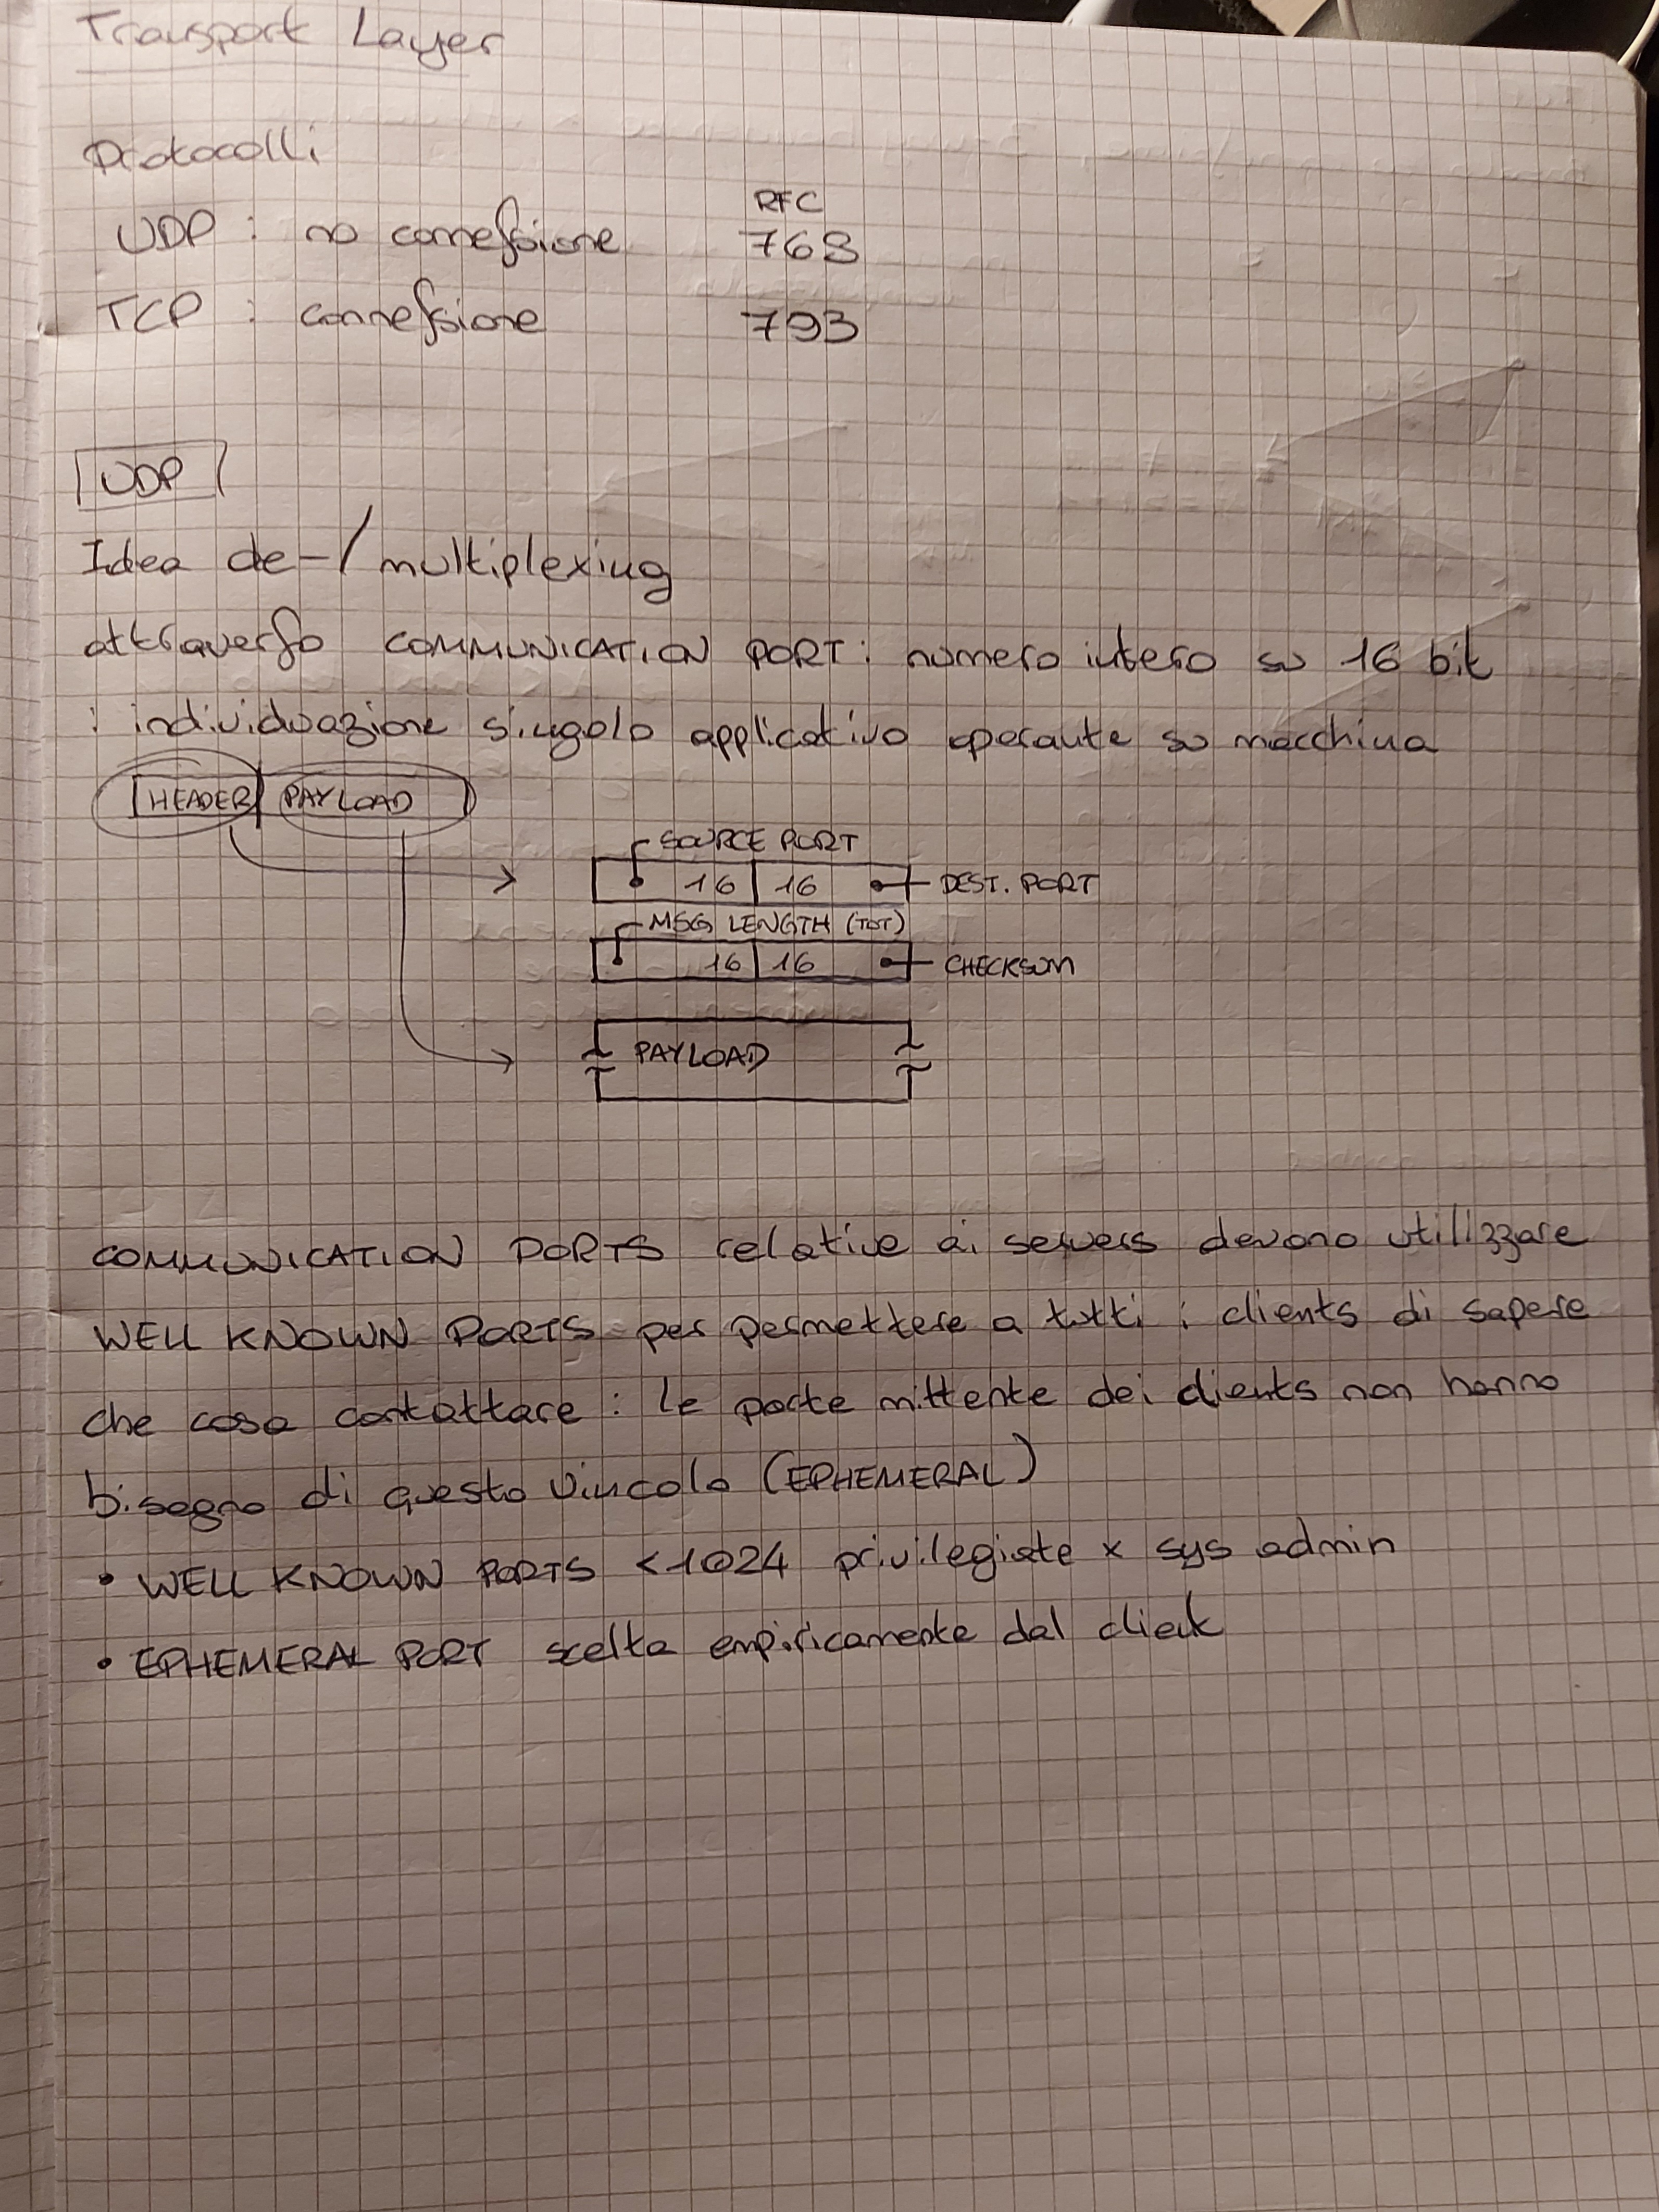 Transport Layer
Protocolli
RFC
UDP : no connessione 768
TCP : connessione 793
UDP
Idea de-/multiplexing
attraverso COMMUNICATION PORT: numero intero su 16 bit
: individuazione singolo applicativo operante su macchina
HEADER PAYLOAD
SOURCE PORT
16 16 DEST. PORT
MSG LENGTH (TOT)
16 16 CHECKSUM
PAYLOAD
COMMUNICATION PORTS relative ai servers devono utilizzare
WELL KNOWN PORTS per permettere a tutti i clients di sapere
che cosa contattare : le porte mittente dei clients non hanno
bisogno di questo vincolo (EPHEMERAL)
• WELL KNOWN PORTS <1024 privilegiate x sys admin
• EPHEMERAL PORT scelta empiricamente dal client